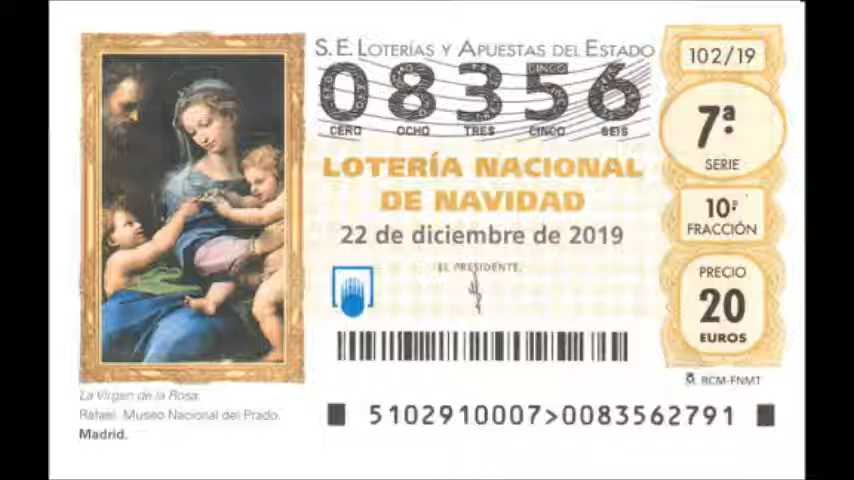 S.E. LOTERÍAS Y APUESTAS DEL ESTADO
08356
CERO OCHO TRES CINCO SEIS
LOTERÍA NACIONAL
DE NAVIDAD
22 de diciembre de 2019
EL PRESIDENTE,
102/19
7ª
SERIE
10ª
FRACCIÓN
PRECIO
20
EUROS
RCM-FNMT
La Virgen de la Rosa.
Rafael. Museo Nacional del Prado.
Madrid.
5102910007>0083562791